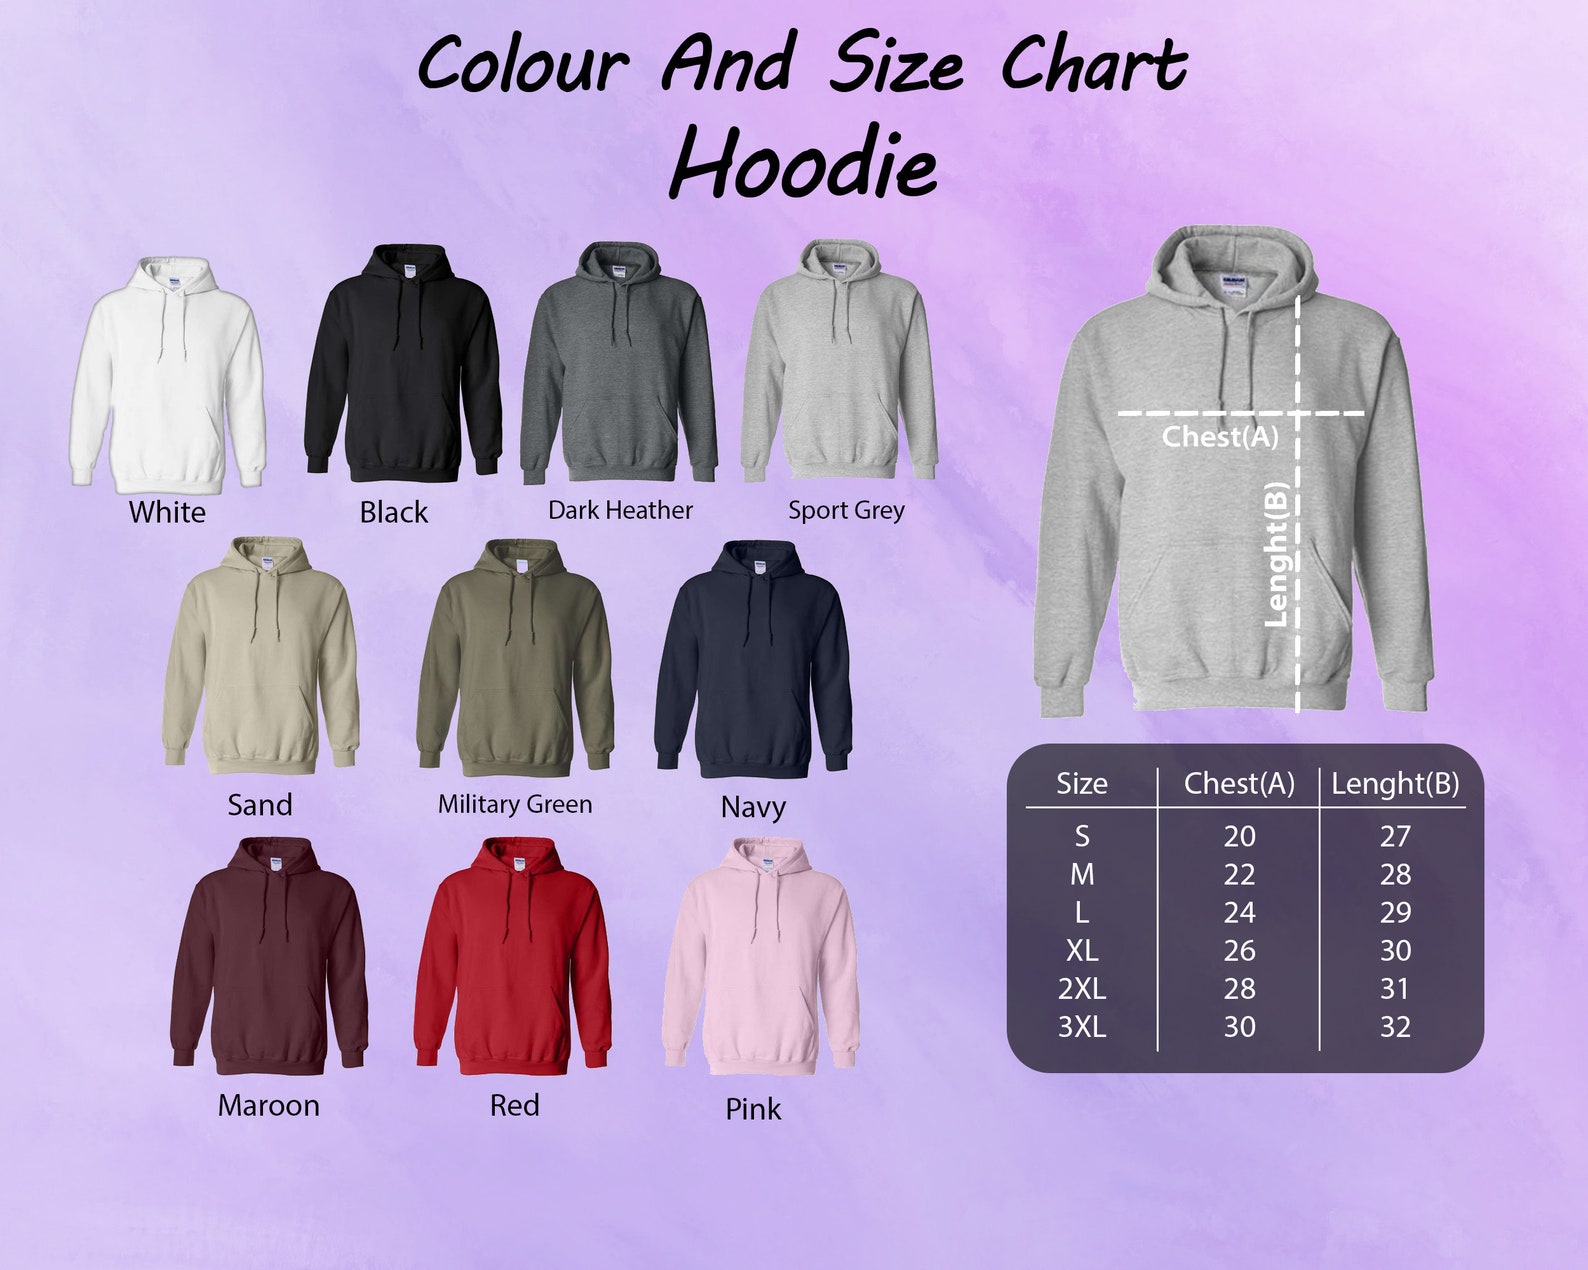 Colour And Size Chart
Hoodie
White
Black
Dark Heather
Sport Grey
Sand
Military Green
Navy
Maroon
Red
Pink
Chest(A)
Lenght(B)
Size Chest(A) Lenght(B)
S 20 27
M 22 28
L 24 29
XL 26 30
2XL 28 31
3XL 30 32